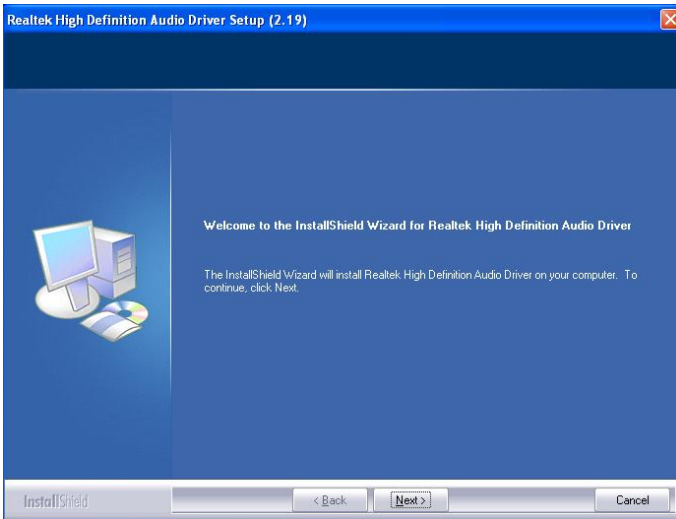 Realtek High Definition Audio Driver Setup (2.19)
Welcome to the InstallShield Wizard for Realtek High Definition Audio Driver
The InstallShield Wizard will install Realtek High Definition Audio Driver on your computer. To
continue, click Next.
InstallShield
< Back
Next >
Cancel